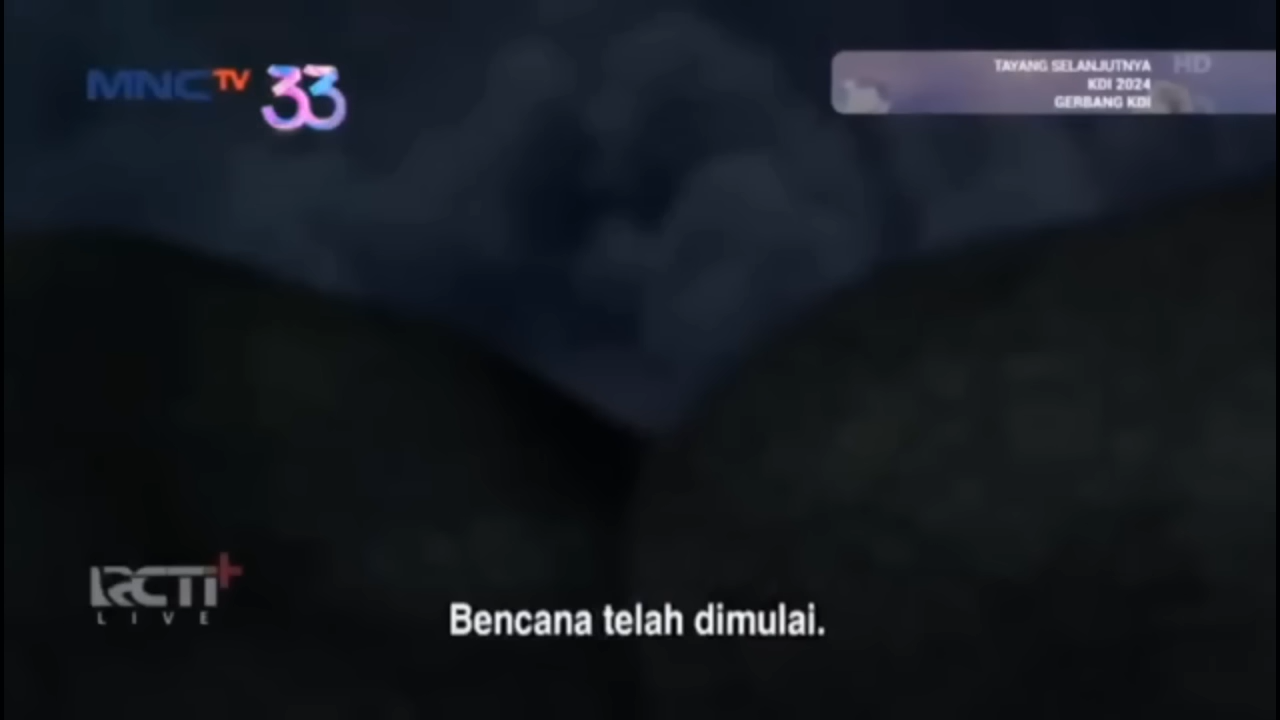 MNCTV 33
TAYANG SELANJUTNYA
KDI 2024
GERBANG KDI
HD
RCTI+
LIVE
Bencana telah dimulai.